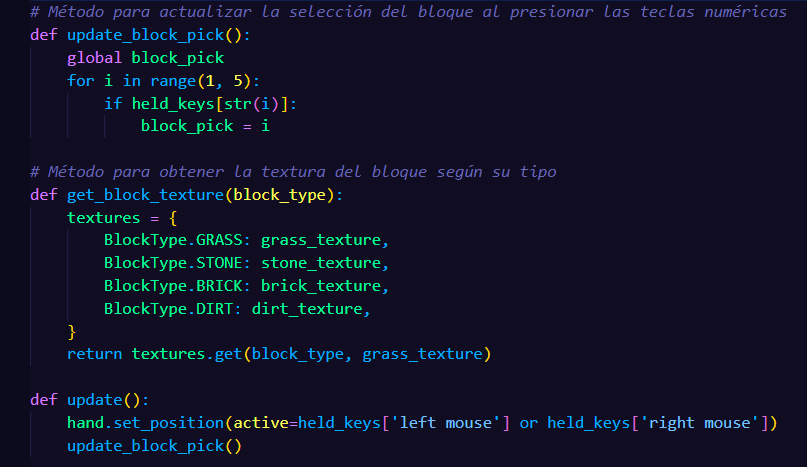 # Método para actualizar la selección del bloque al presionar las teclas numéricas
def update_block_pick():
    global block_pick
    for i in range(1, 5):
        if held_keys[str(i)]:
            block_pick = i

# Método para obtener la textura del bloque según su tipo
def get_block_texture(block_type):
    textures = {
        BlockType.GRASS: grass_texture,
        BlockType.STONE: stone_texture,
        BlockType.BRICK: brick_texture,
        BlockType.DIRT: dirt_texture,
    }
    return textures.get(block_type, grass_texture)

def update():
    hand.set_position(active=held_keys['left mouse'] or held_keys['right mouse'])
    update_block_pick()